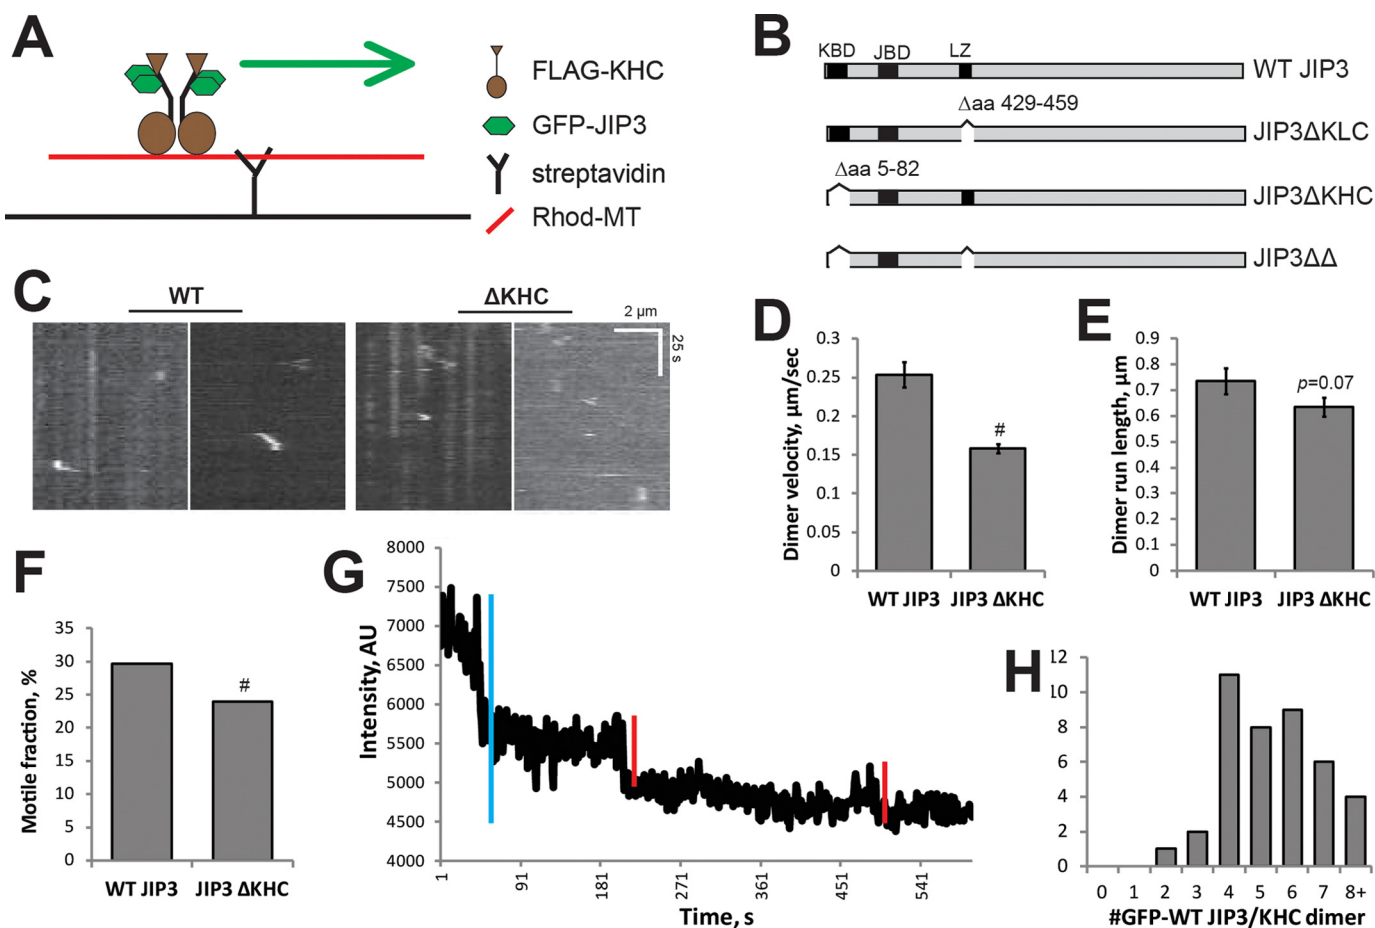 A
FLAG-KHC
GFP-JIP3
streptavidin
Rhod-MT
B
KBD JBD LZ
WT JIP3
Δaa 429-459
JIP3ΔKLC
Δaa 5-82
JIP3ΔKHC
JIP3ΔΔ
C
WT
ΔKHC
2 µm
25 s
D
Dimer velocity, µm/sec
0.3
0.25
0.2
0.15
0.1
0.05
0
#
WT JIP3 JIP3 ΔKHC
E
Dimer run length, µm
0.9
0.8
0.7
0.6
0.5
0.4
0.3
0.2
0.1
0
p=0.07
WT JIP3 JIP3 ΔKHC
F
Motile fraction, %
35
30
25
20
15
10
5
0
#
WT JIP3 JIP3 ΔKHC
G
Intensity, AU
8000
7500
7000
6500
6000
5500
5000
4500
4000
1 91 181 271 361 451 541
Time, s
H
12
10
8
6
4
2
0
0 1 2 3 4 5 6 7 8+
#GFP-WT JIP3/KHC dimer